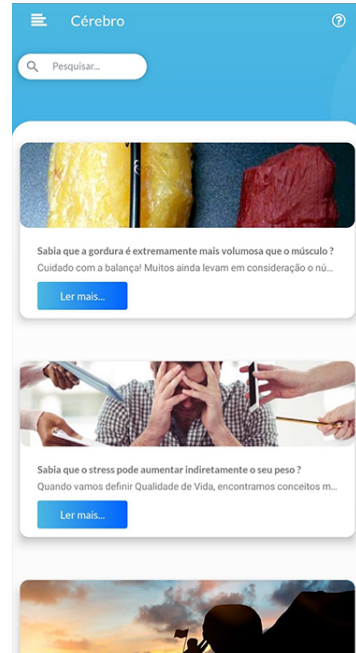 Cérebro
Pesquisar...
Sabia que a gordura é extremamente mais volumosa que o músculo ?
Cuidado com a balança! Muitos ainda levam em consideração o nú...
Ler mais...
Sabia que o stress pode aumentar indiretamente o seu peso ?
Quando vamos definir Qualidade de Vida, encontramos conceitos m...
Ler mais...